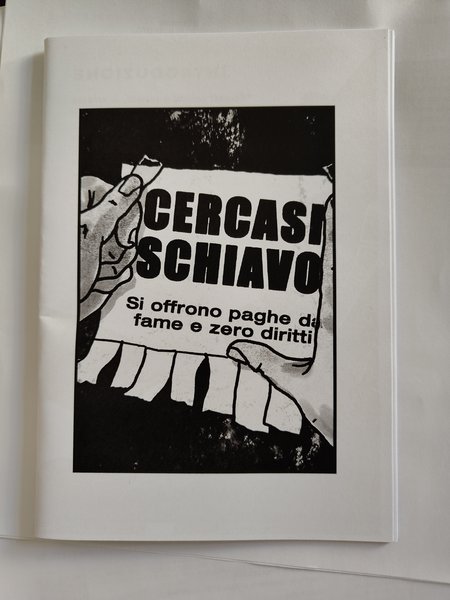 CERCASI
SCHIAVO
Si offrono paghe da
fame e zero diritti